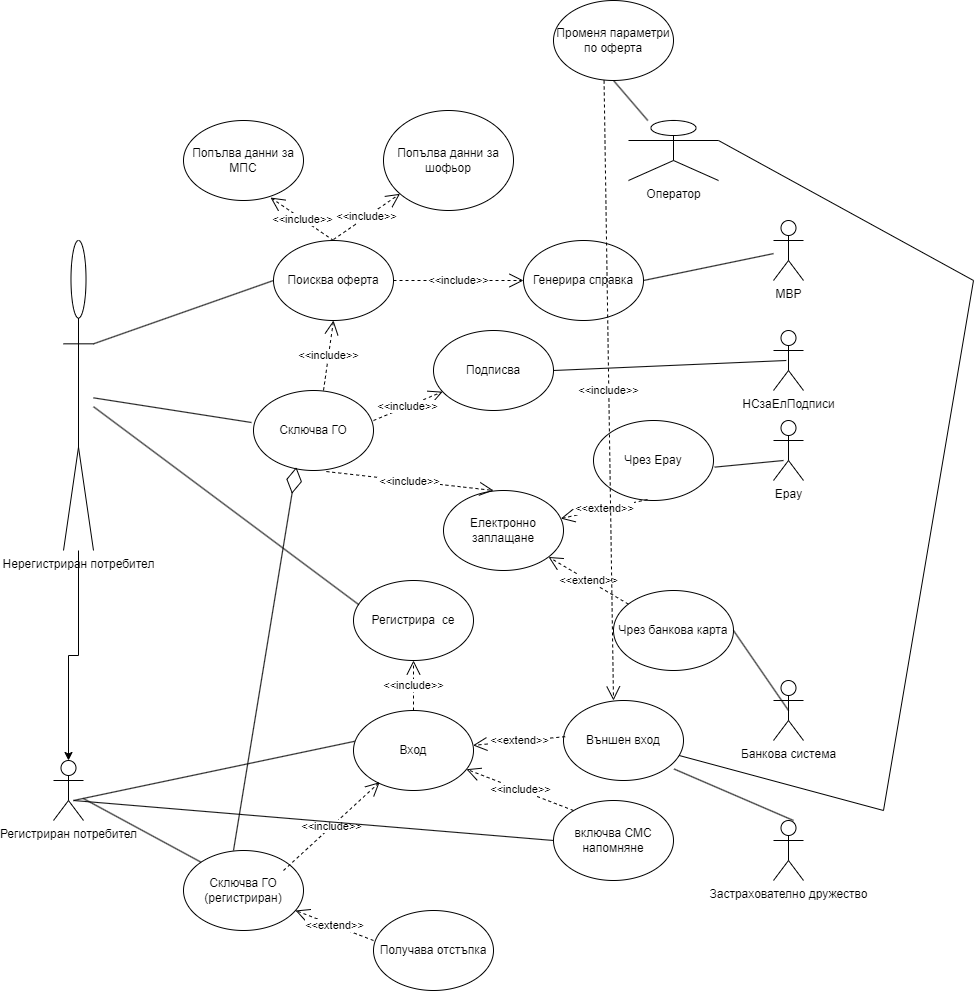 Променя параметри
по оферта
Оператор
Попълва данни за
МПС
Попълва данни за
шофьор
<<include>>
<<include>>
Поисква оферта
<<include>>
Генерира справка
МВР
<<include>>
Подписва
<<include>>
НСзаЕлПодписи
<<include>>
Сключва ГО
Чрез Epay
Epay
<<include>>
<<extend>>
Електронно
заплащане
Нерегистриран потребител
<<extend>>
Регистрира  се
Чрез банкова карта
<<include>>
Вход
<<extend>>
Външен вход
Банкова система
<<include>>
<<include>>
Регистриран потребител
включва СМС
напомняне
Сключва ГО
(регистриран)
Застрахователно дружество
<<extend>>
Получава отстъпка